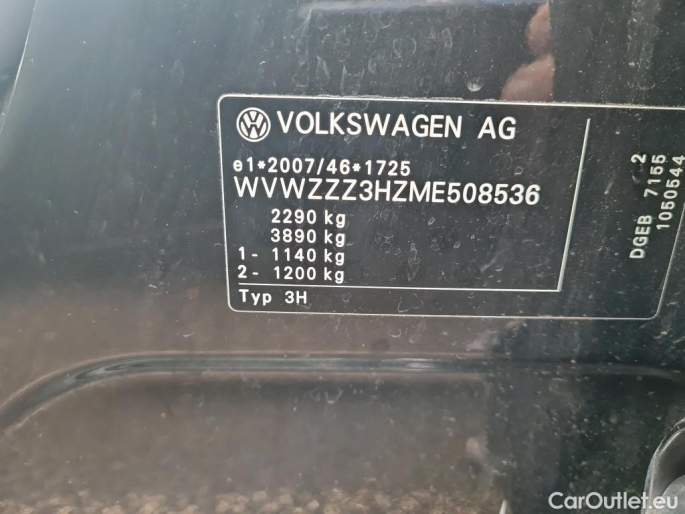 VOLKSWAGEN AG
e1*2007/46*1725
WVWZZZ3HZME508536
2290 kg
3890 kg
1 - 1140 kg
2 - 1200 kg
Typ 3H
DGEB 7155 2
1050544
CarOutlet.eu